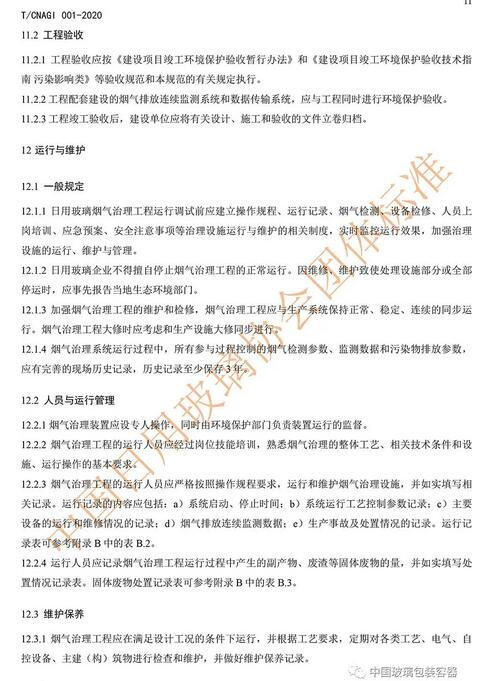 11
T/CNAGI 001-2020
11.2 工程验收
11.2.1 工程验收应按《建设项目竣工环境保护验收暂行办法》和《建设项目竣工环境保护验收技术指
南 污染影响类》等验收规范和本规范的有关规定执行。
11.2.2 工程配套建设的烟气排放连续监测系统和数据传输系统，应与工程同时进行环境保护验收。
11.2.3 工程竣工验收后，建设单位应将有关设计、施工和验收的文件立卷归档。
12 运行与维护
12.1 一般规定
12.1.1 日用玻璃烟气治理工程运行调试前应建立操作规程、运行记录、烟气检测、设备检修、人员上
岗培训、应急预案、安全注意事项等治理设施运行与维护的相关制度，实时监控运行效果，加强治理
设施的运行、维护与管理。
12.1.2 日用玻璃企业不得擅自停止烟气治理工程的正常运行。因维修、维护致使处理设施部分或全部
停运时，应事先报告当地生态环境部门。
12.1.3 加强烟气治理工程的维护和检修，烟气治理工程应与生产系统保持正常、稳定、连续的同步运
行。烟气治理工程大修时应考虑和生产设施大修同步进行。
12.1.4 烟气治理系统运行过程中，所有参与过程控制的烟气检测参数、监测数据和污染物排放参数，
应有完善的现场历史记录，历史记录至少保存 3 年。
12.2 人员与运行管理
12.2.1 烟气治理装置应设专人操作，同时由环境保护部门负责装置运行的监督。
12.2.2 烟气治理工程的运行人员应经过岗位技能培训，熟悉烟气治理的整体工艺、相关技术条件和设
施、运行操作的基本要求。
12.2.3 烟气治理工程的运行人员应严格按照操作规程要求，运行和维护烟气治理设施，并如实填写相
关记录。运行记录的内容应包括：a）系统启动、停止时间；b）系统运行工艺控制参数记录；c）主要
设备的运行和维修情况的记录；d）烟气排放连续监测数据；e）生产事故及处置情况的记录。运行记
录表可参考附录 B 中的表 B.2。
12.2.4 运行人员应记录烟气治理工程运行过程中产生的副产物、废渣等固体废物的量，并如实填写处
置情况记录表。固体废物处置记录表可参考附录 B 中的表 B.3。
12.3 维护保养
12.3.1 烟气治理工程应在满足设计工况的条件下运行，并根据工艺要求，定期对各类工艺、电气、自
控设备、主建（构）筑物进行检查和维护，并做好维护保养记录。
中国日用玻璃协会团体标准
中国玻璃包装容器